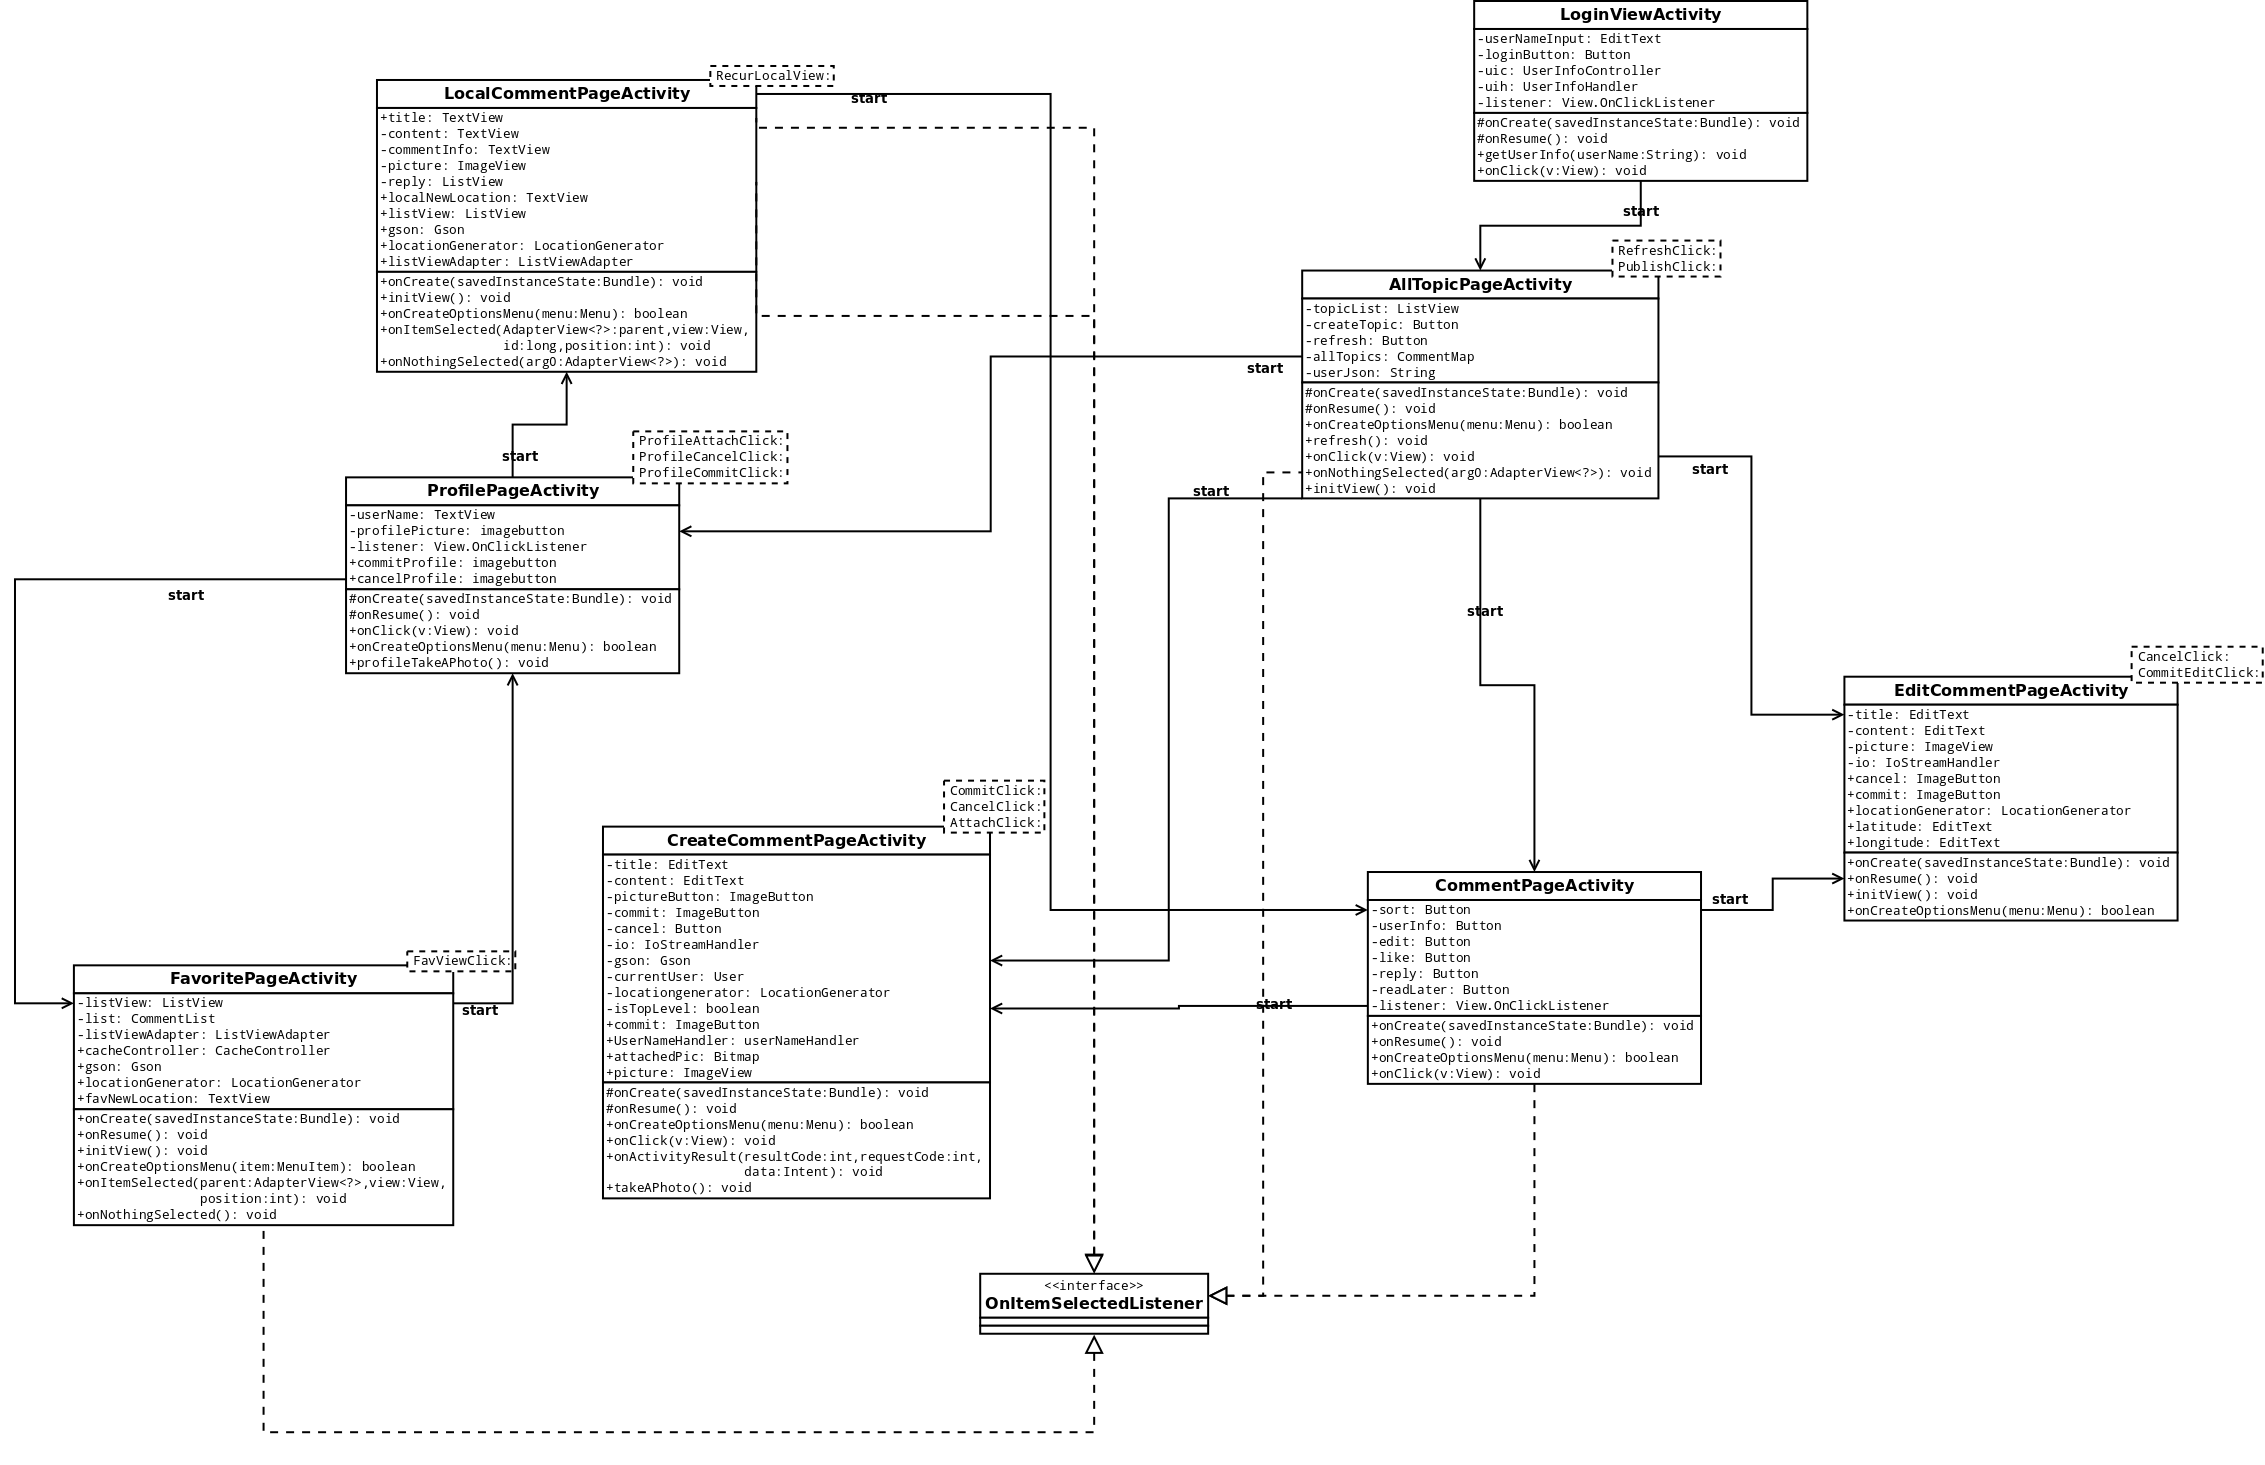 LoginViewActivity
-userNameInput: EditText
-loginButton: Button
-uic: UserInfoController
-uih: UserInfoHandler
-listener: View.OnClickListener
#onCreate(savedInstanceState:Bundle): void
#onResume(): void
+getUserInfo(userName:String): void
+onClick(v:View): void
start
RecurLocalView:
LocalCommentPageActivity
+title: TextView
-content: TextView
-commentInfo: TextView
-picture: ImageView
-reply: ListView
+localNewLocation: TextView
+listView: ListView
+gson: Gson
+locationGenerator: LocationGenerator
+listViewAdapter: ListViewAdapter
+onCreate(savedInstanceState:Bundle): void
+initView(): void
+onCreateOptionsMenu(menu:Menu): boolean
+onItemSelected(AdapterView<?>:parent,view:View,
id:long,position:int): void
+onNothingSelected(arg0:AdapterView<?>): void
start
RefreshClick:
PublishClick:
AllTopicPageActivity
-topicList: ListView
-createTopic: Button
-refresh: Button
-allTopics: CommentMap
-userJson: String
#onCreate(savedInstanceState:Bundle): void
#onResume(): void
+onCreateOptionsMenu(menu:Menu): boolean
+refresh(): void
+onClick(v:View): void
+onNothingSelected(arg0:AdapterView<?>): void
+initView(): void
start
start
start
start
start
ProfileAttachClick:
ProfileCancelClick:
ProfileCommitClick:
ProfilePageActivity
-userName: TextView
-profilePicture: imagebutton
-listener: View.OnClickListener
+commitProfile: imagebutton
+cancelProfile: imagebutton
#onCreate(savedInstanceState:Bundle): void
#onResume(): void
+onClick(v:View): void
+onCreateOptionsMenu(menu:Menu): boolean
+profileTakeAPhoto(): void
start
CancelClick:
CommitEditClick:
EditCommentPageActivity
-title: EditText
-content: EditText
-picture: ImageView
-io: IoStreamHandler
+cancel: ImageButton
+commit: ImageButton
+locationGenerator: LocationGenerator
+latitude: EditText
+longitude: EditText
+onCreate(savedInstanceState:Bundle): void
+onResume(): void
+initView(): void
+onCreateOptionsMenu(menu:Menu): boolean
CommitClick:
CancelClick:
AttachClick:
CreateCommentPageActivity
-title: EditText
-content: EditText
-pictureButton: ImageButton
-commit: ImageButton
-cancel: Button
-io: IoStreamHandler
-gson: Gson
-currentUser: User
-locationgenerator: LocationGenerator
-isTopLevel: boolean
+commit: ImageButton
+UserNameHandler: userNameHandler
+attachedPic: Bitmap
+picture: ImageView
#onCreate(savedInstanceState:Bundle): void
#onResume(): void
+onCreateOptionsMenu(menu:Menu): boolean
+onClick(v:View): void
+onActivityResult(resultCode:int,requestCode:int,
data:Intent): void
+takeAPhoto(): void
CommentPageActivity
-sort: Button
-userInfo: Button
-edit: Button
-like: Button
-reply: Button
-readLater: Button
-listener: View.OnClickListener
+onCreate(savedInstanceState:Bundle): void
+onResume(): void
+onCreateOptionsMenu(menu:Menu): boolean
+onClick(v:View): void
start
start
FavViewClick:
FavoritePageActivity
-listView: ListView
-list: CommentList
-listViewAdapter: ListViewAdapter
+cacheController: CacheController
+gson: Gson
+locationGenerator: LocationGenerator
+favNewLocation: TextView
+onCreate(savedInstanceState:Bundle): void
+onResume(): void
+initView(): void
+onCreateOptionsMenu(item:MenuItem): boolean
+onItemSelected(parent:AdapterView<?>,view:View,
position:int): void
+onNothingSelected(): void
start
<<interface>>
OnItemSelectedListener